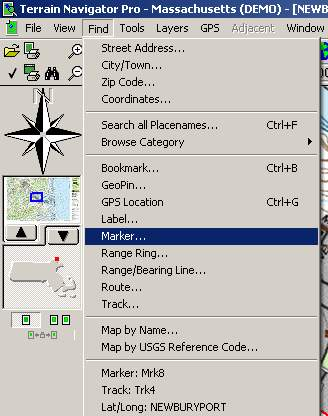 Terrain Navigator Pro - Massachusetts (DEMO) - [NEWBU
File View Find Tools Layers GPS Adjacent Window
Street Address...
City/Town...
Zip Code...
Coordinates...
Search all Placenames... Ctrl+F
Browse Category
Bookmark... Ctrl+B
GeoPin...
GPS Location Ctrl+G
Label...
Marker...
Range Ring...
Range/Bearing Line...
Route...
Track...
Map by Name...
Map by USGS Reference Code...
Marker: Mrk8
Track: Trk4
Lat/Long: NEWBURYPORT
N